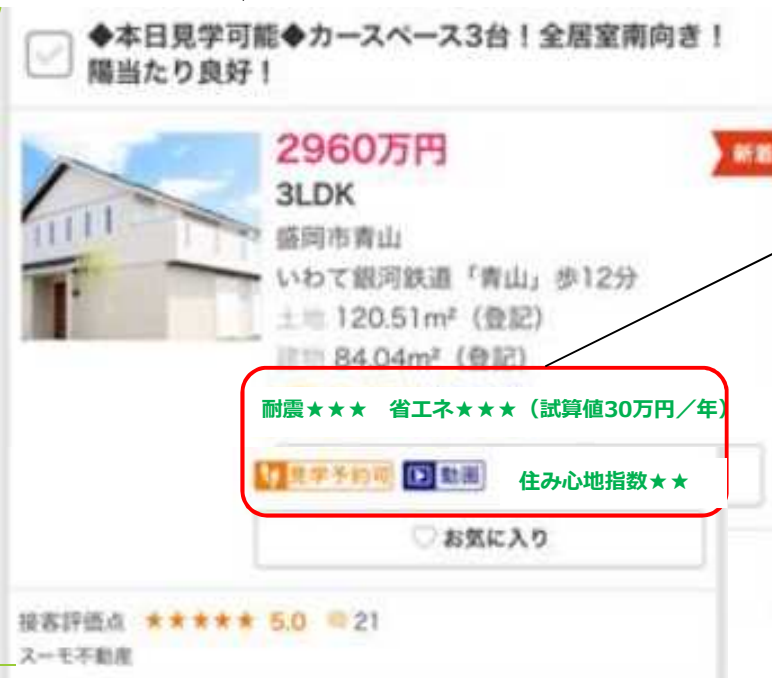 ◆本日見学可能◆カースペース3台！全居室南向き！
陽当たり良好！
2960万円
新着
3LDK
盛岡市青山
いわて銀河鉄道「青山」歩12分
土地 120.51m²（登記）
建物 84.04m²（登記）
耐震★★★　省エネ★★★（試算値30万円／年）
見学予約可 動画 住み心地指数★★
お気に入り
接客評価点 ★★★★★ 5.0 21
スーモ不動産